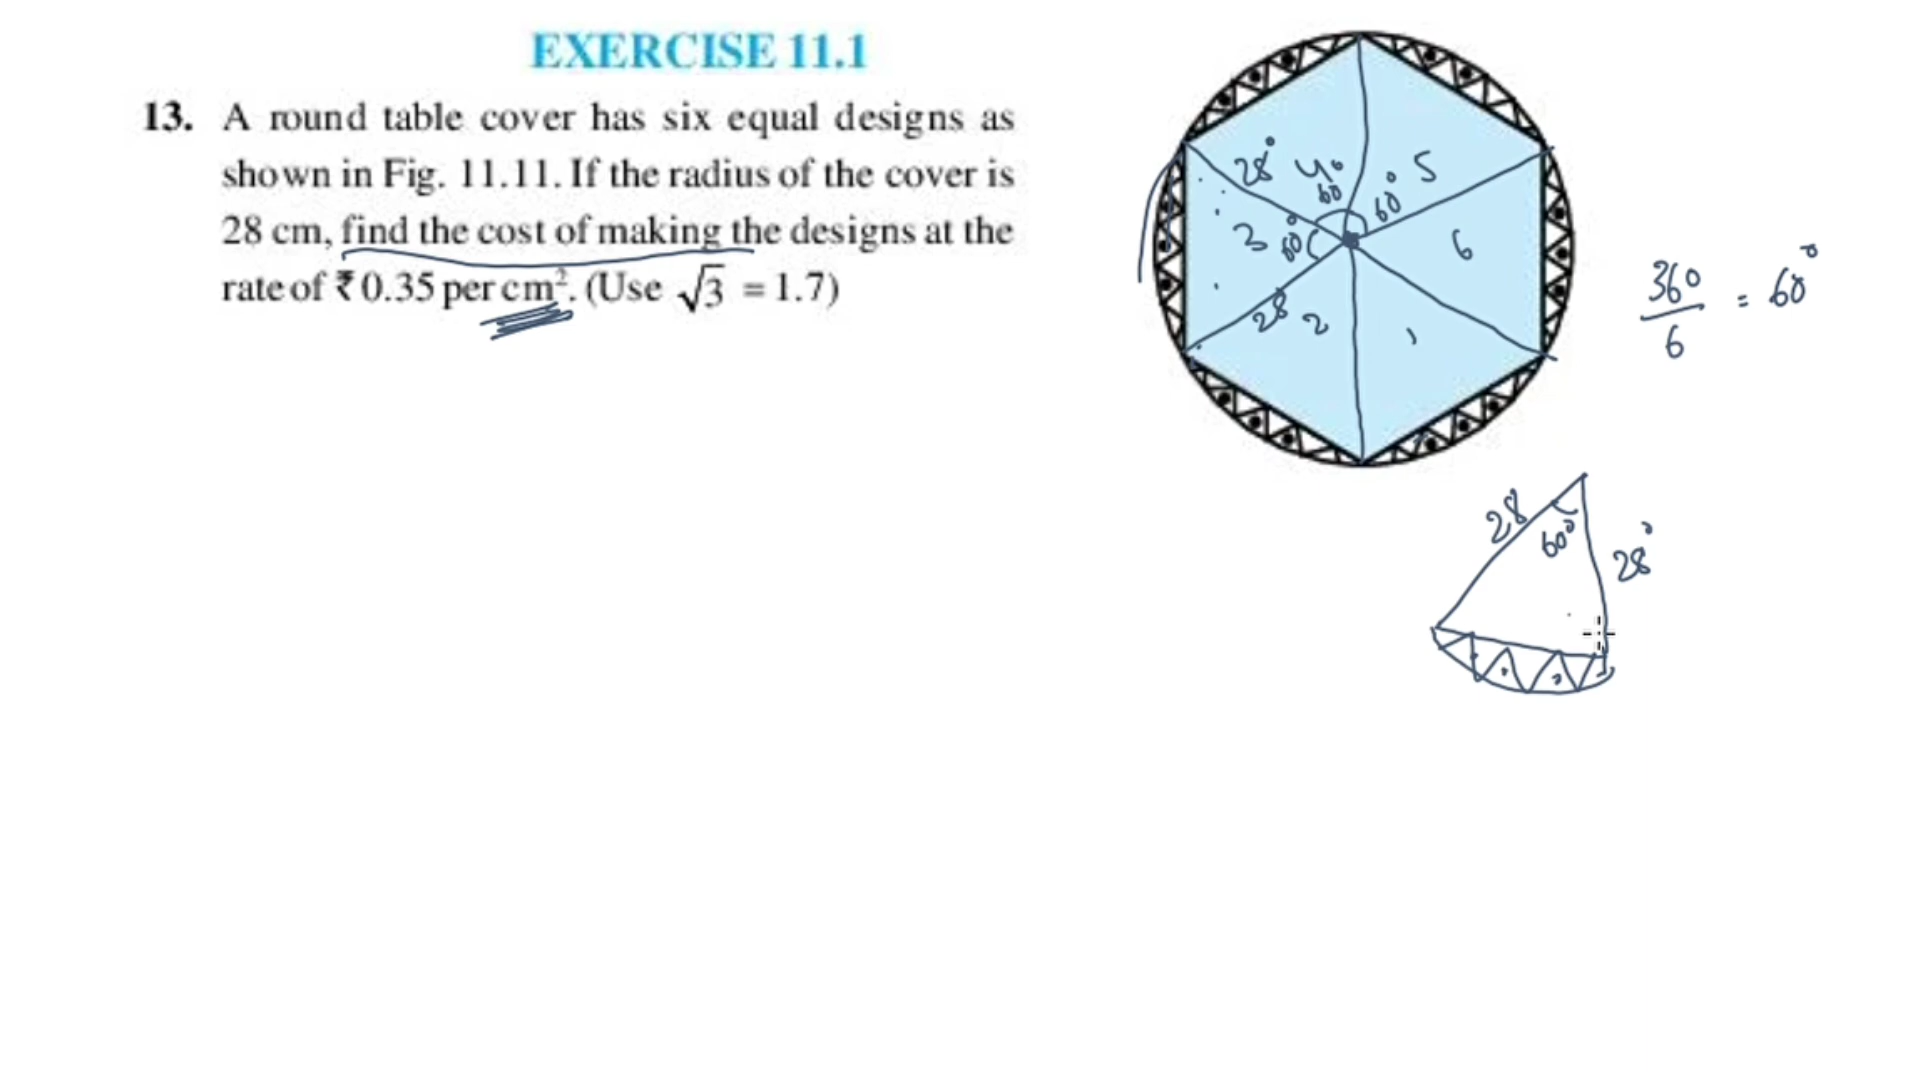 EXERCISE 11.1
13. A round table cover has six equal designs as
shown in Fig. 11.11. If the radius of the cover is
28 cm, find the cost of making the designs at the
rate of ₹ 0.35 per cm². (Use √3 = 1.7)
28° 4° 60° 5
3 60° 6
28 2 1
360/6 = 60°
28 60° 28°